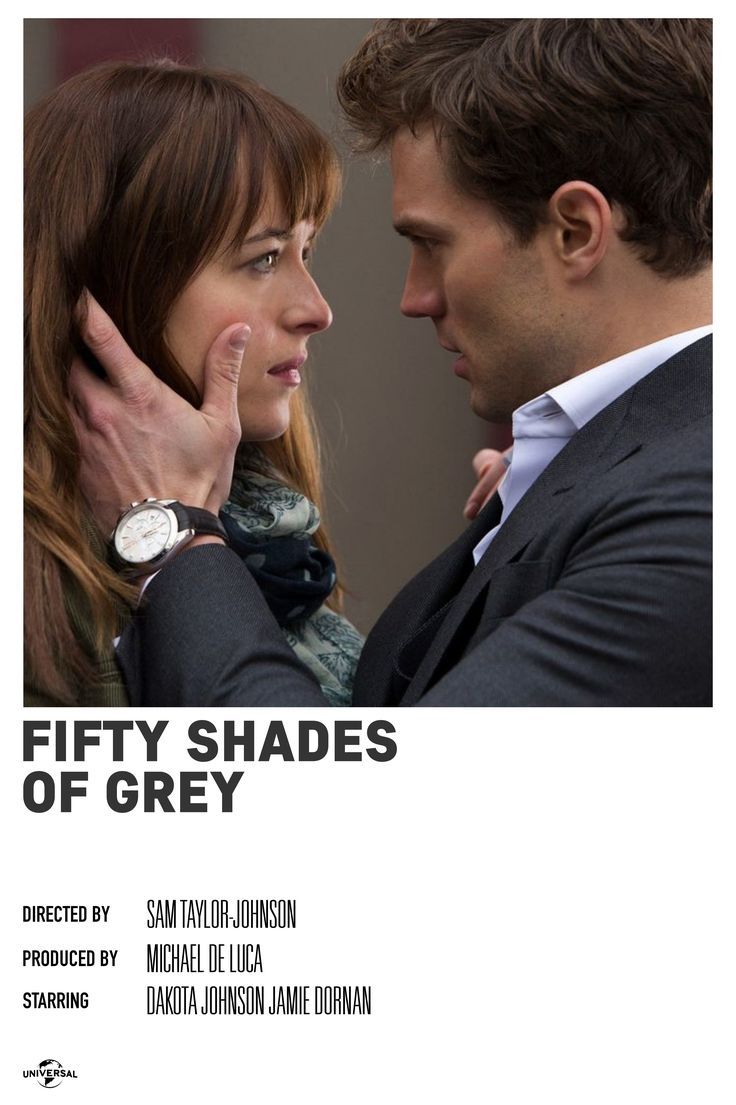 FIFTY SHADES
OF GREY
DIRECTED BY SAM TAYLOR-JOHNSON
PRODUCED BY MICHAEL DE LUCA
STARRING DAKOTA JOHNSON JAMIE DORNAN
UNIVERSAL